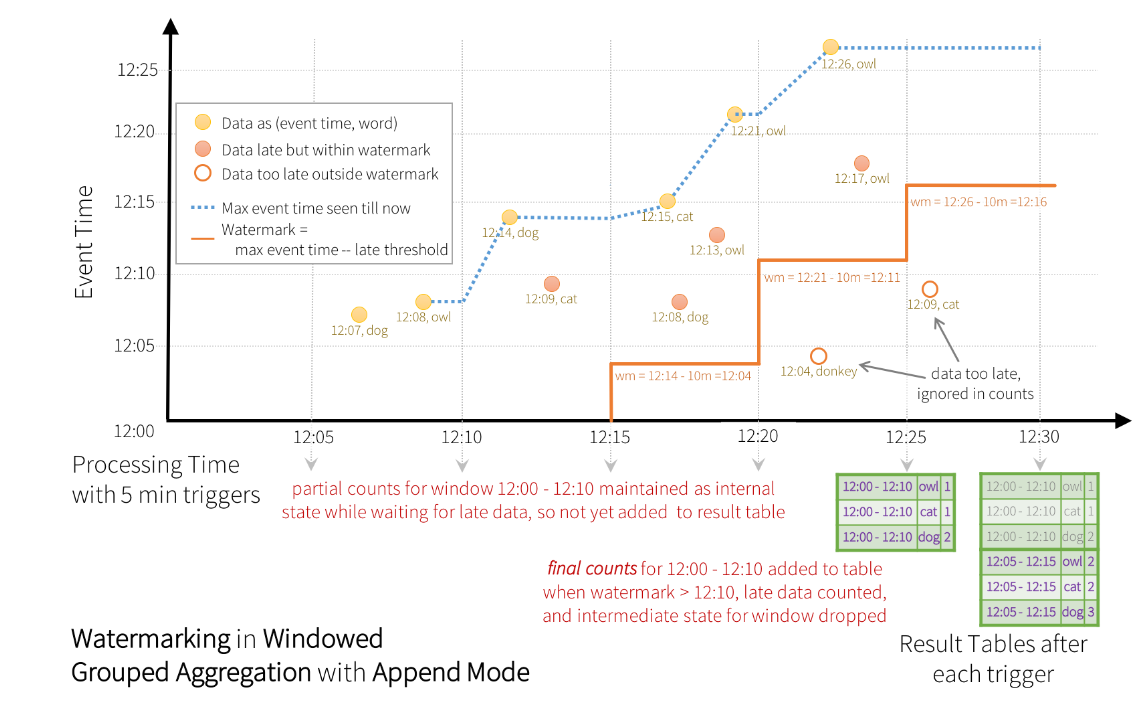 12:25
12:26, owl
Data as (event time, word)
12:20
12:21, owl
Data late but within watermark
Data too late outside watermark
12:17, owl
12:15
Max event time seen till now
12:15, cat
wm = 12:26 - 10m =12:16
Watermark =
max event time -- late threshold
12:14, dog
12:13, owl
Event Time
12:10
wm = 12:21 - 10m =12:11
12:09, cat
12:08, dog
12:09, cat
12:08, owl
12:07, dog
12:05
wm = 12:14 - 10m =12:04
12:04, donkey
data too late,
ignored in counts
12:00
12:05
12:10
12:15
12:20
12:25
12:30
Processing Time
with 5 min triggers
partial counts for window 12:00 - 12:10 maintained as internal
state while waiting for late data, so not yet added to result table
12:00 - 12:10 owl 1
12:00 - 12:10 cat 1
12:00 - 12:10 dog 2
12:00 - 12:10 owl 1
12:00 - 12:10 cat 1
12:00 - 12:10 dog 2
12:05 - 12:15 owl 2
12:05 - 12:15 cat 2
12:05 - 12:15 dog 3
final counts for 12:00 - 12:10 added to table
when watermark > 12:10, late data counted,
and intermediate state for window dropped
Watermarking in Windowed
Grouped Aggregation with Append Mode
Result Tables after
each trigger